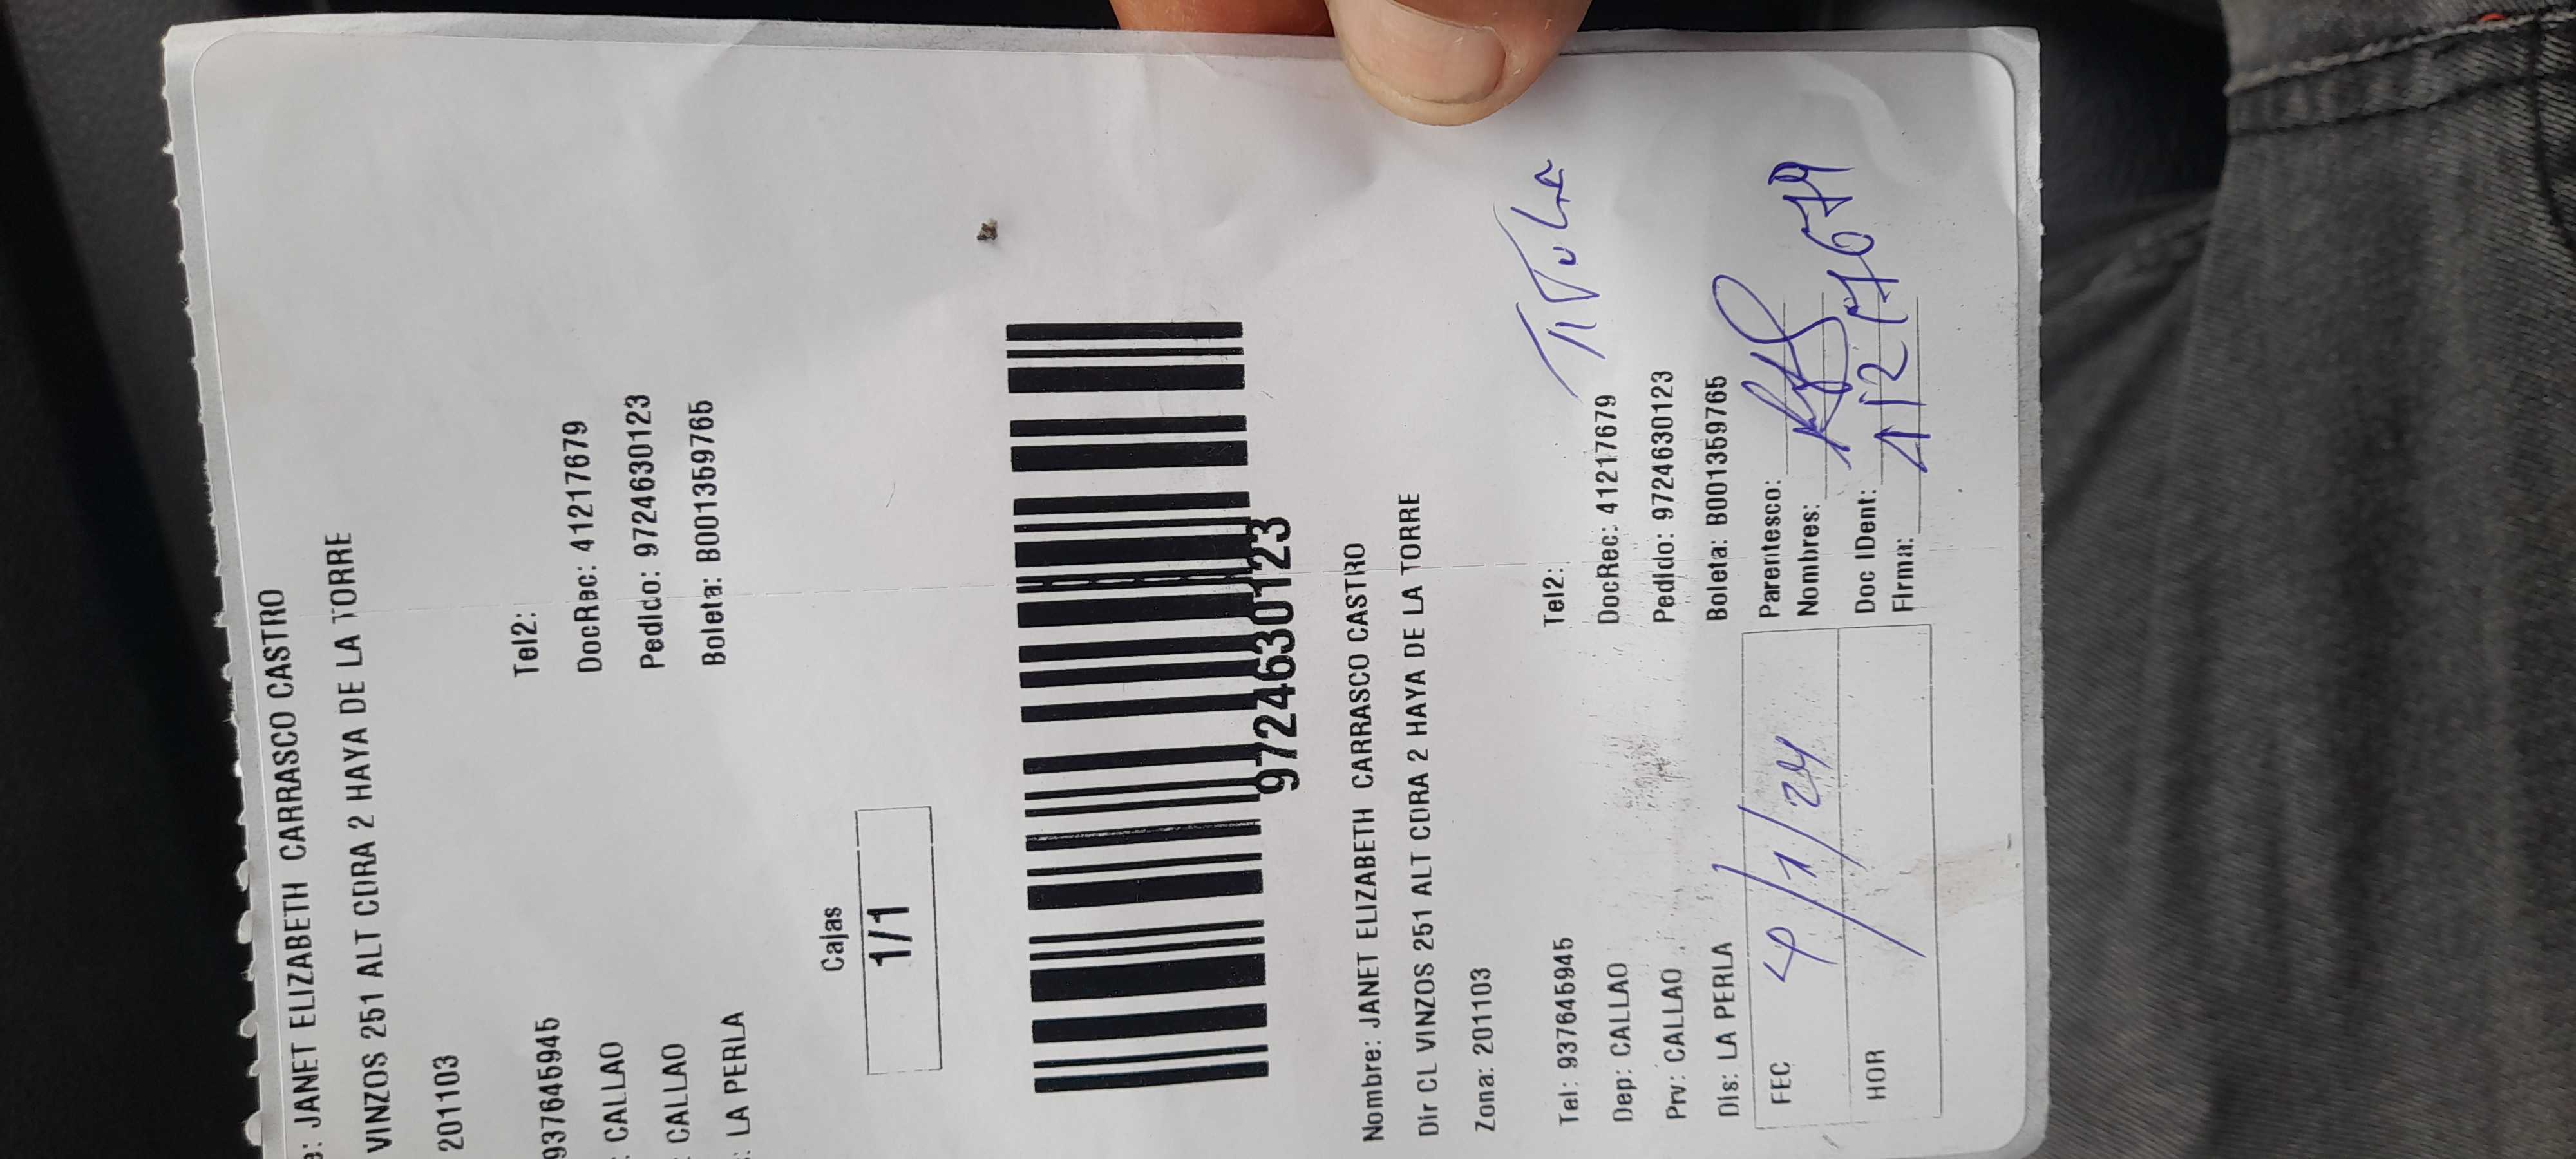 e: JANET ELIZABETH CARRASCO CASTRO
VINZOS 251 ALT CDRA 2 HAYA DE LA TORRE
201103
937645945 Tel2:
: CALLAO DocRec: 41217679
: CALLAO Pedido: 9724630123
: LA PERLA Boleta: B001359765
Cajas
1/1
9724630123
Nombre: JANET ELIZABETH CARRASCO CASTRO
Dir CL VINZOS 251 ALT CDRA 2 HAYA DE LA TORRE
Zona: 201103
Tel: 937645945 Tel2:
Dep: CALLAO DocRec: 41217679
Prv: CALLAO Pedido: 9724630123
Dis: LA PERLA Boleta: B001359765
FEC 4/1/24 Parentesco:
Nombres:
HOR Doc IDent: 41217679
Firma: